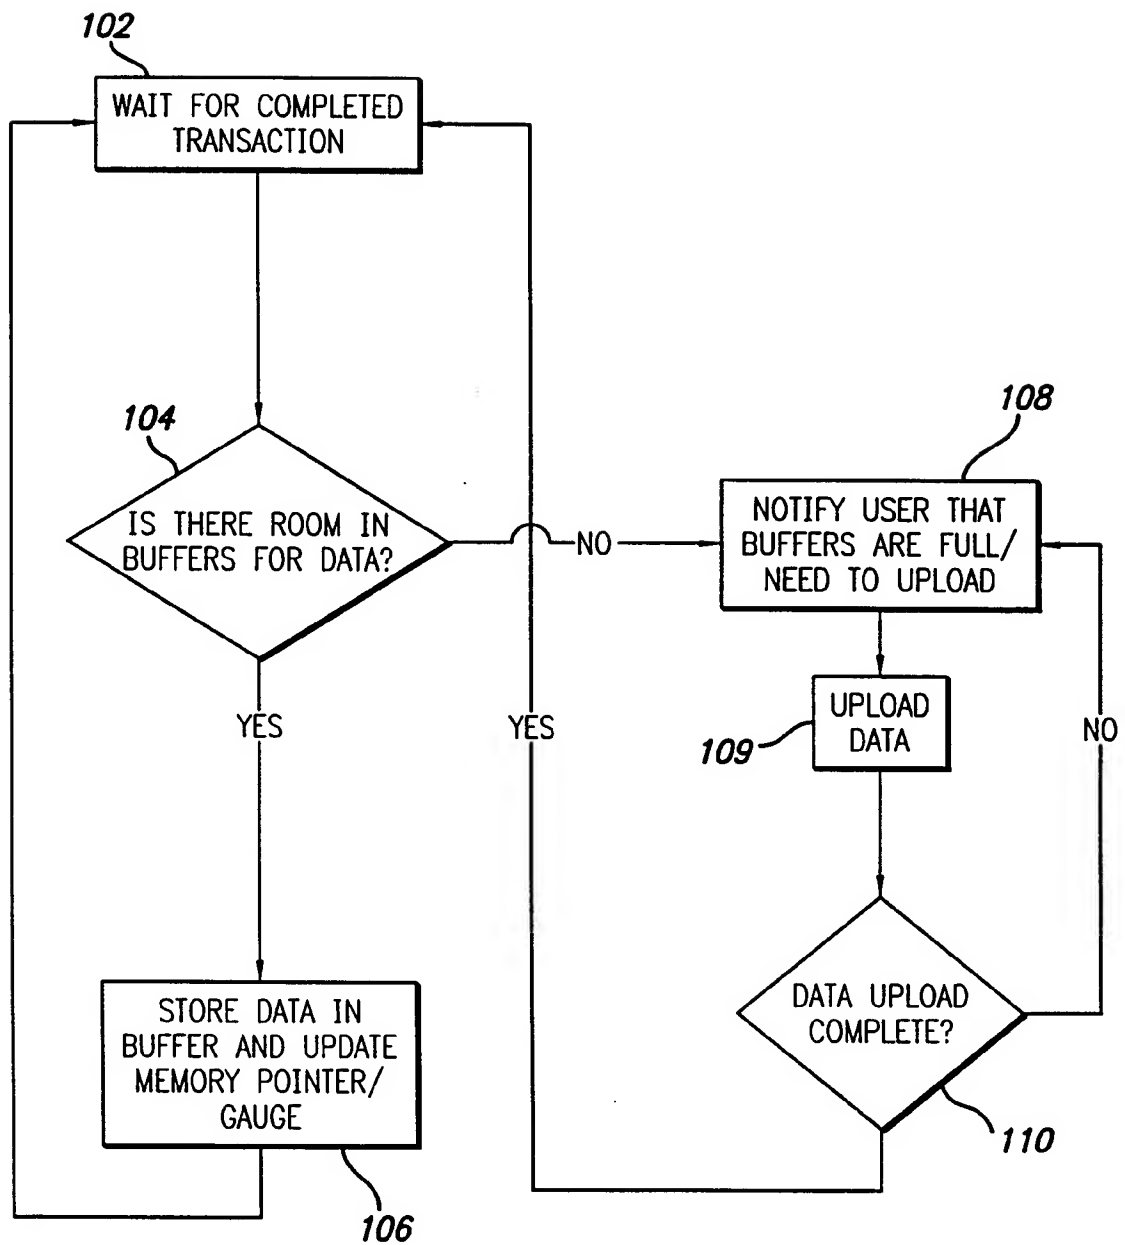 102
WAIT FOR COMPLETED
TRANSACTION
104
IS THERE ROOM IN
BUFFERS FOR DATA?
NO
108
NOTIFY USER THAT
BUFFERS ARE FULL/
NEED TO UPLOAD
YES
YES
109
UPLOAD
DATA
NO
STORE DATA IN
BUFFER AND UPDATE
MEMORY POINTER/
GAUGE
106
DATA UPLOAD
COMPLETE?
110